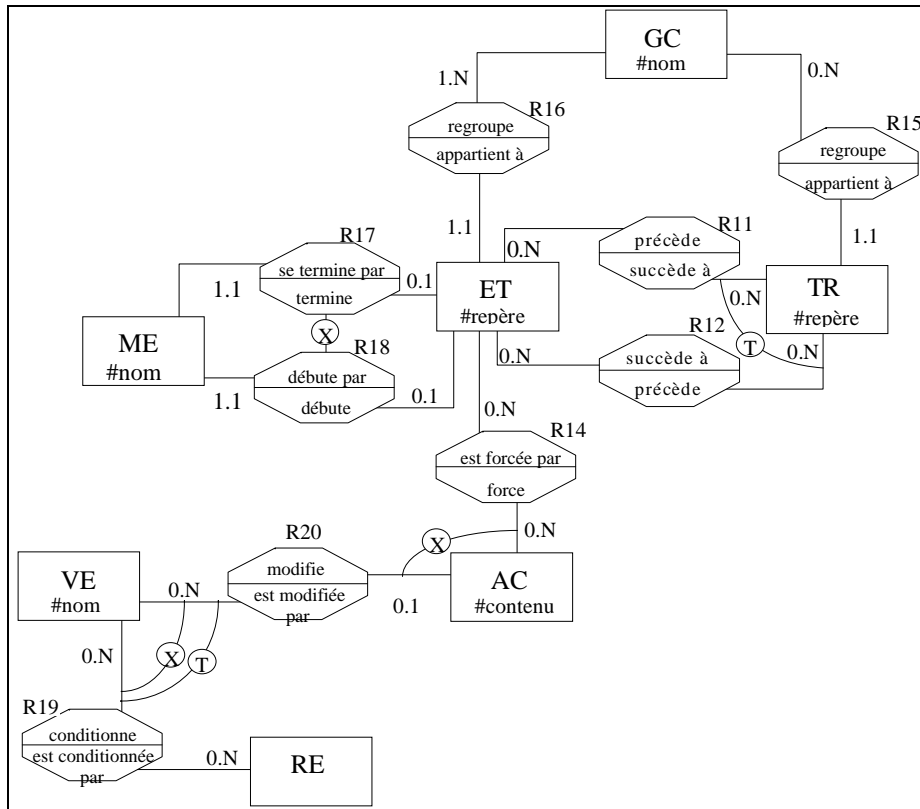 GC
#nom
1.N
0.N
R16
R15
regroupe
appartient à
regroupe
appartient à
R11
1.1
1.1
R17
0.N
précède
succède à
se termine par
termine
1.1
0.1
ET
#repère
0.N
TR
#repère
ME
#nom
X
R18
R12
T
0.N
0.N
succède à
précède
débute par
débute
1.1
0.1
0.N
R14
est forcée par
force
R20
X
0.N
VE
#nom
0.N
modifie
est modifiée
par
0.1
AC
#contenu
0.N
X
T
R19
conditionne
est conditionnée
par
0.N
RE